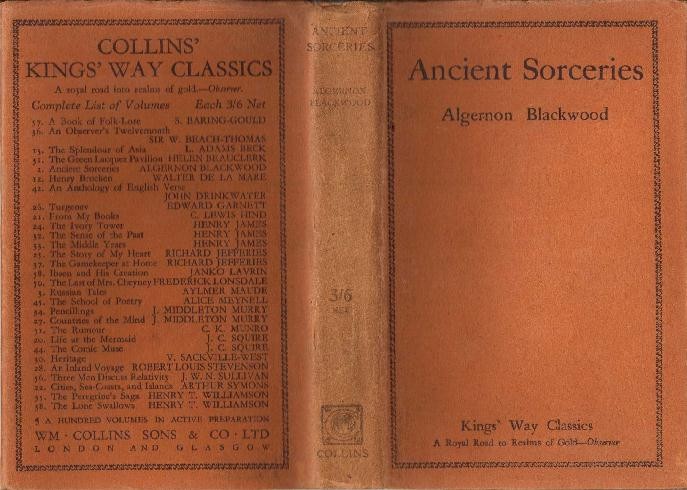 COLLINS'
KINGS' WAY CLASSICS
A royal road into realms of gold.—Observer.
Complete List of Volumes Each 3/6 Net
57. A Book of Folk-Lore S. BARING-GOULD
36. An Observer's Twelvemonth
SIR W. BEACH-THOMAS
13. The Splendour of Asia L. ADAMS BECK
51. The Green Lacquer Pavilion HELEN BEAUCLERK
2. Ancient Sorceries ALGERNON BLACKWOOD
12. Henry Brocken WALTER DE LA MARE
42. An Anthology of English Verse
JOHN DRINKWATER
26. Turgenev EDWARD GARNETT
21. From My Books C. LEWIS HIND
24. The Ivory Tower HENRY JAMES
32. The Sense of the Past HENRY JAMES
53. The Middle Years HENRY JAMES
25. The Story of My Heart RICHARD JEFFERIES
37. The Gamekeeper at Home RICHARD JEFFERIES
38. Ibsen and His Creation JANKO LAVRIN
50. The Last of Mrs. Cheyney FREDERICK LONSDALE
3. Russian Tales AYLMER MAUDE
45. The School of Poetry ALICE MEYNELL
54. Pencillings J. MIDDLETON MURRY
27. Countries of the Mind J. MIDDLETON MURRY
11. The Rumour C. K. MUNRO
20. Life at the Mermaid J. C. SQUIRE
44. The Comic Muse J. C. SQUIRE
10. Heritage V. SACKVILLE-WEST
28. An Inland Voyage ROBERT LOUIS STEVENSON
56. Three Men Discuss Relativity J. W. N. SULLIVAN
22. Cities, Sea-Coasts, and Islands ARTHUR SYMONS
31. The Peregrine's Saga HENRY T. WILLIAMSON
58. The Lone Swallows HENRY T. WILLIAMSON
A HUNDRED VOLUMES IN ACTIVE PREPARATION
WM · COLLINS SONS & CO · LTD
LONDON AND GLASGOW
ANCIENT
SORCERIES
ALGERNON
BLACKWOOD
3/6
NET
COLLINS
Ancient Sorceries
Algernon Blackwood
Kings' Way Classics
A Royal Road to Realms of Gold—Observer